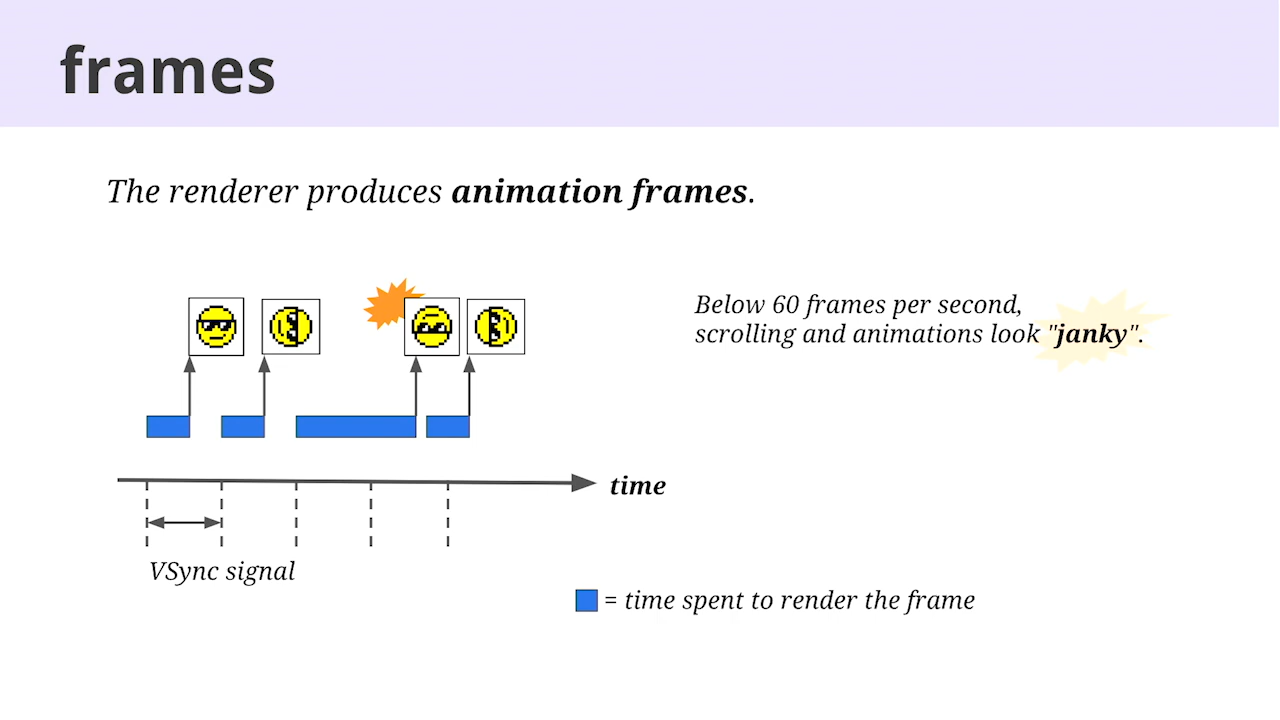 frames
The renderer produces animation frames.
Below 60 frames per second,
scrolling and animations look "janky".
time
VSync signal
= time spent to render the frame